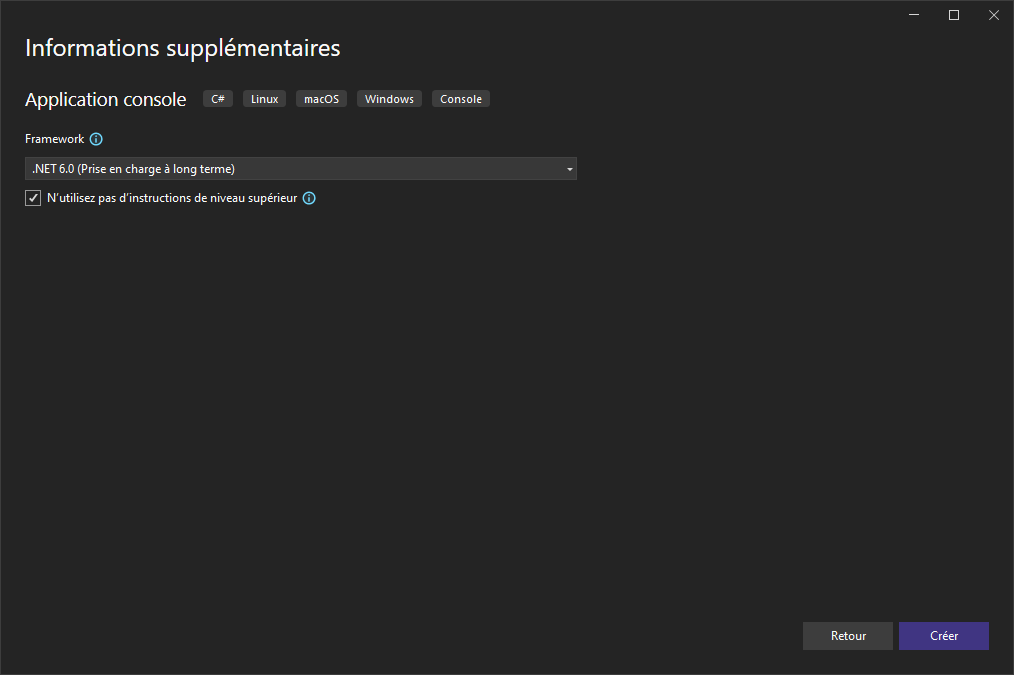 Informations supplémentaires
Application console C# Linux macOS Windows Console
Framework
.NET 6.0 (Prise en charge à long terme)
N’utilisez pas d’instructions de niveau supérieur
Retour Créer